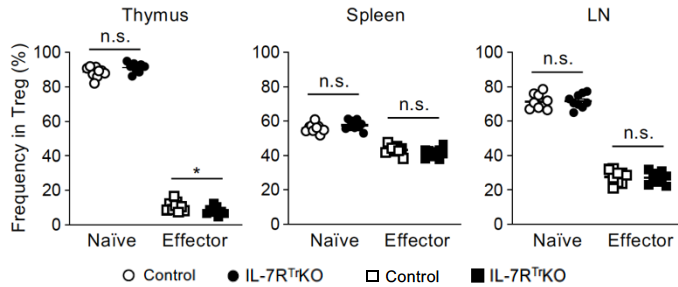 Thymus Spleen LN
Frequency in Treg (%)
100
80
60
40
20
0
n.s.
*
Naïve Effector
100
80
60
40
20
0
n.s.
n.s.
Naïve Effector
100
80
60
40
20
0
n.s.
n.s.
Naïve Effector
Control IL-7RTrKO Control IL-7RTrKO